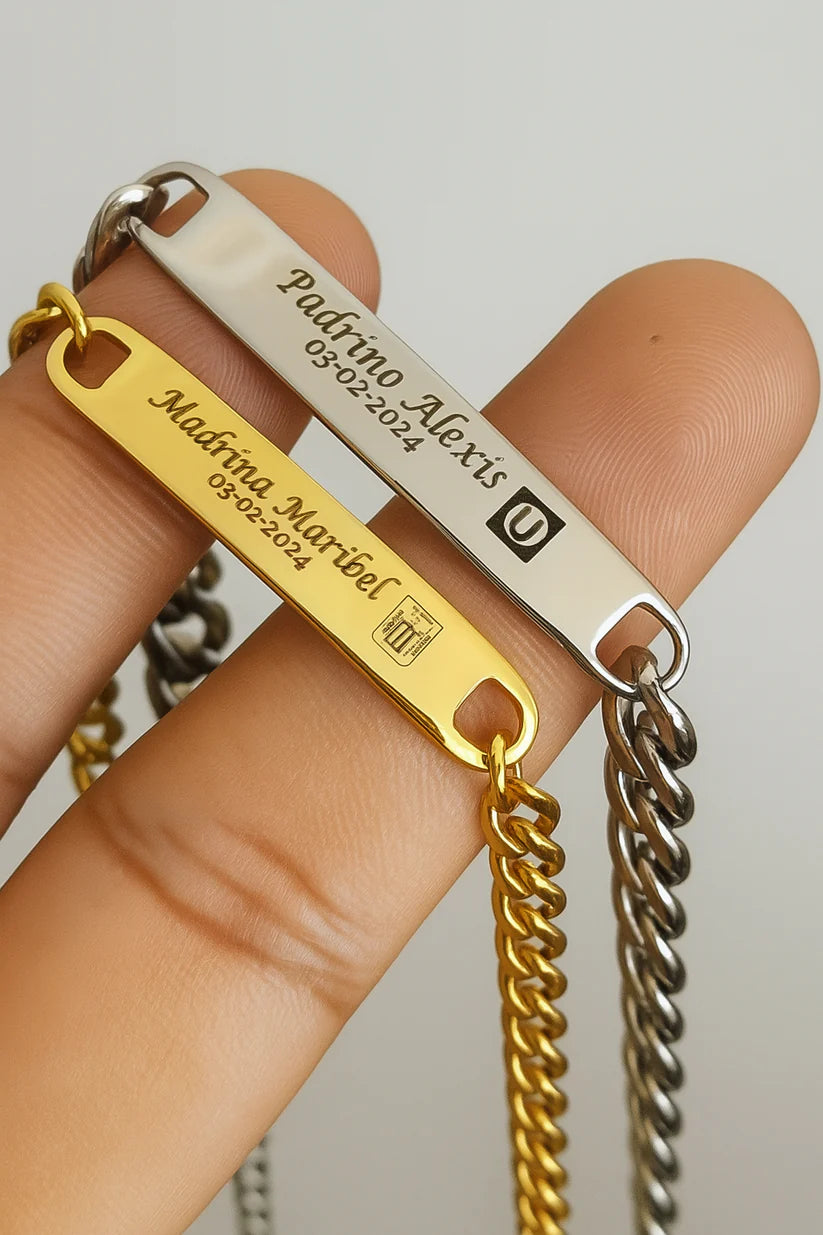 Padrino Alexis
03-02-2024
U
Madrina Maribel
03-02-2024